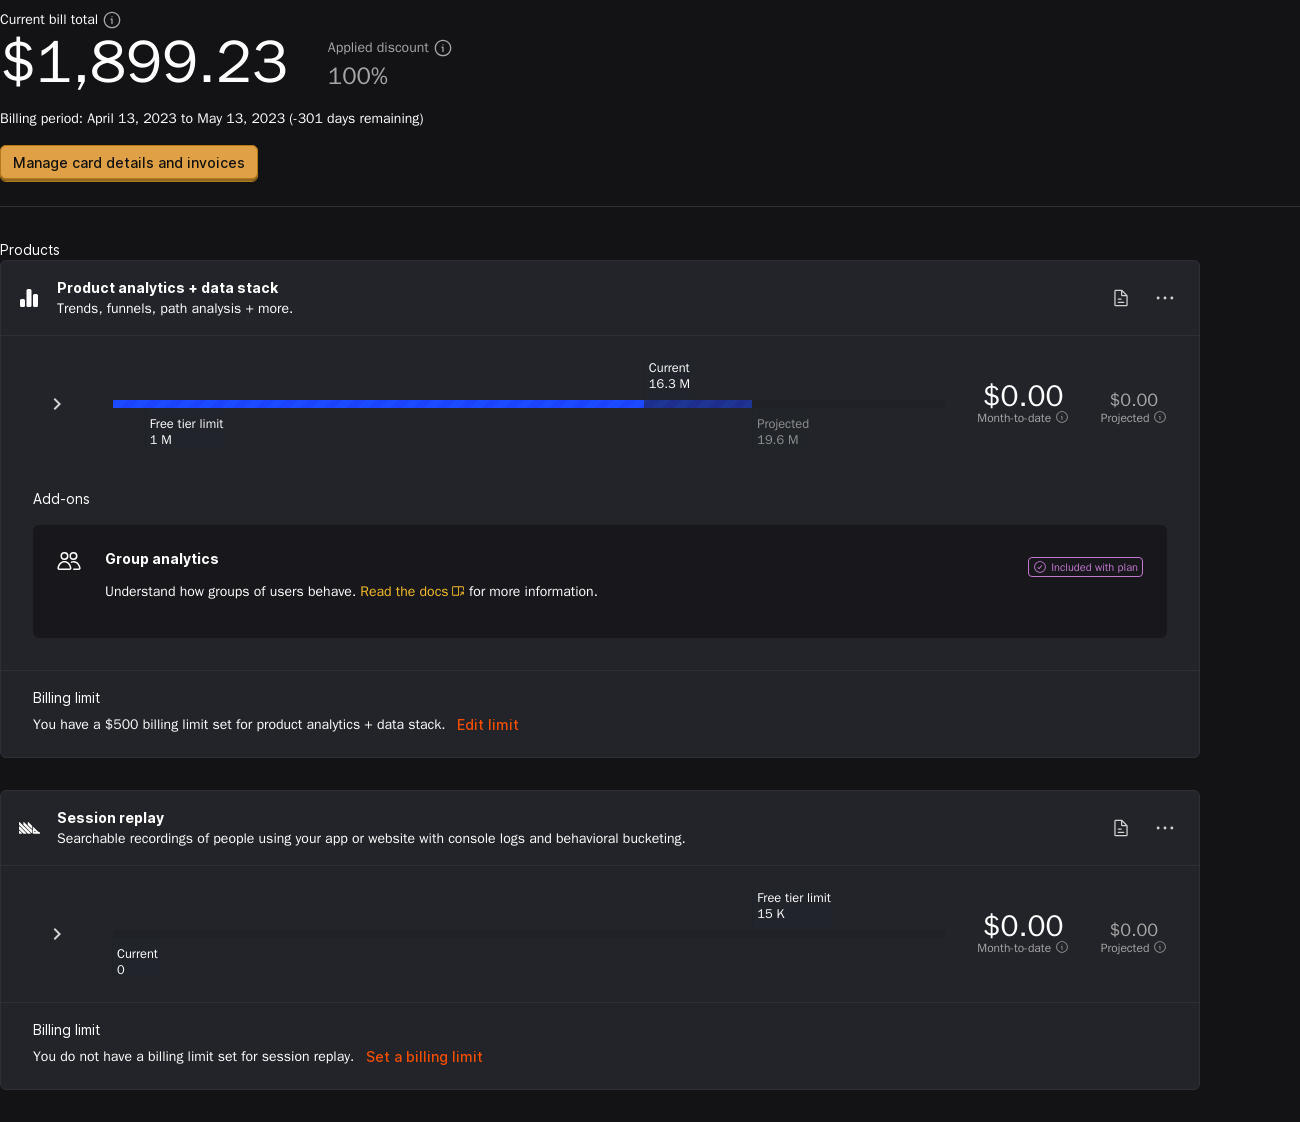 Current bill total
$1,899.23
Applied discount
100%
Billing period: April 13, 2023 to May 13, 2023 (-301 days remaining)
Manage card details and invoices
Products
Product analytics + data stack
Trends, funnels, path analysis + more.
Current
16.3 M
Free tier limit
1 M
Projected
19.6 M
$0.00
Month-to-date
$0.00
Projected
Add-ons
Group analytics
Included with plan
Understand how groups of users behave. Read the docs for more information.
Billing limit
You have a $500 billing limit set for product analytics + data stack. Edit limit
Session replay
Searchable recordings of people using your app or website with console logs and behavioral bucketing.
Free tier limit
15 K
Current
0
$0.00
Month-to-date
$0.00
Projected
Billing limit
You do not have a billing limit set for session replay. Set a billing limit